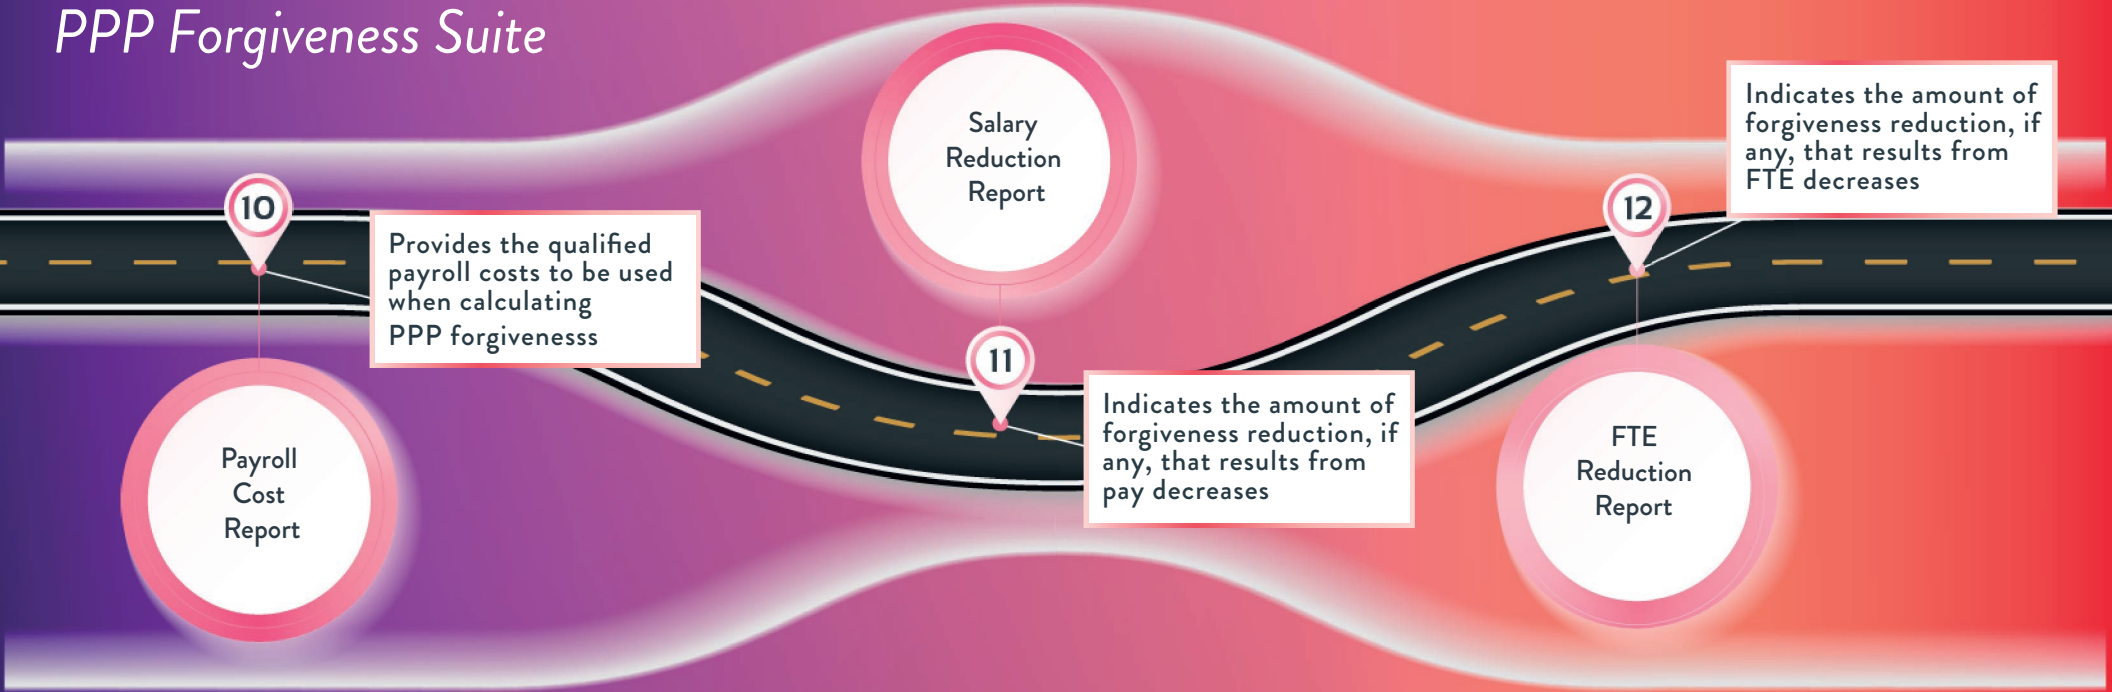 PPP Forgiveness Suite
10
Provides the qualified
payroll costs to be used
when calculating
PPP forgivenesss
Payroll
Cost
Report
Salary
Reduction
Report
11
Indicates the amount of
forgiveness reduction, if
any, that results from
pay decreases
12
Indicates the amount of
forgiveness reduction, if
any, that results from
FTE decreases
FTE
Reduction
Report